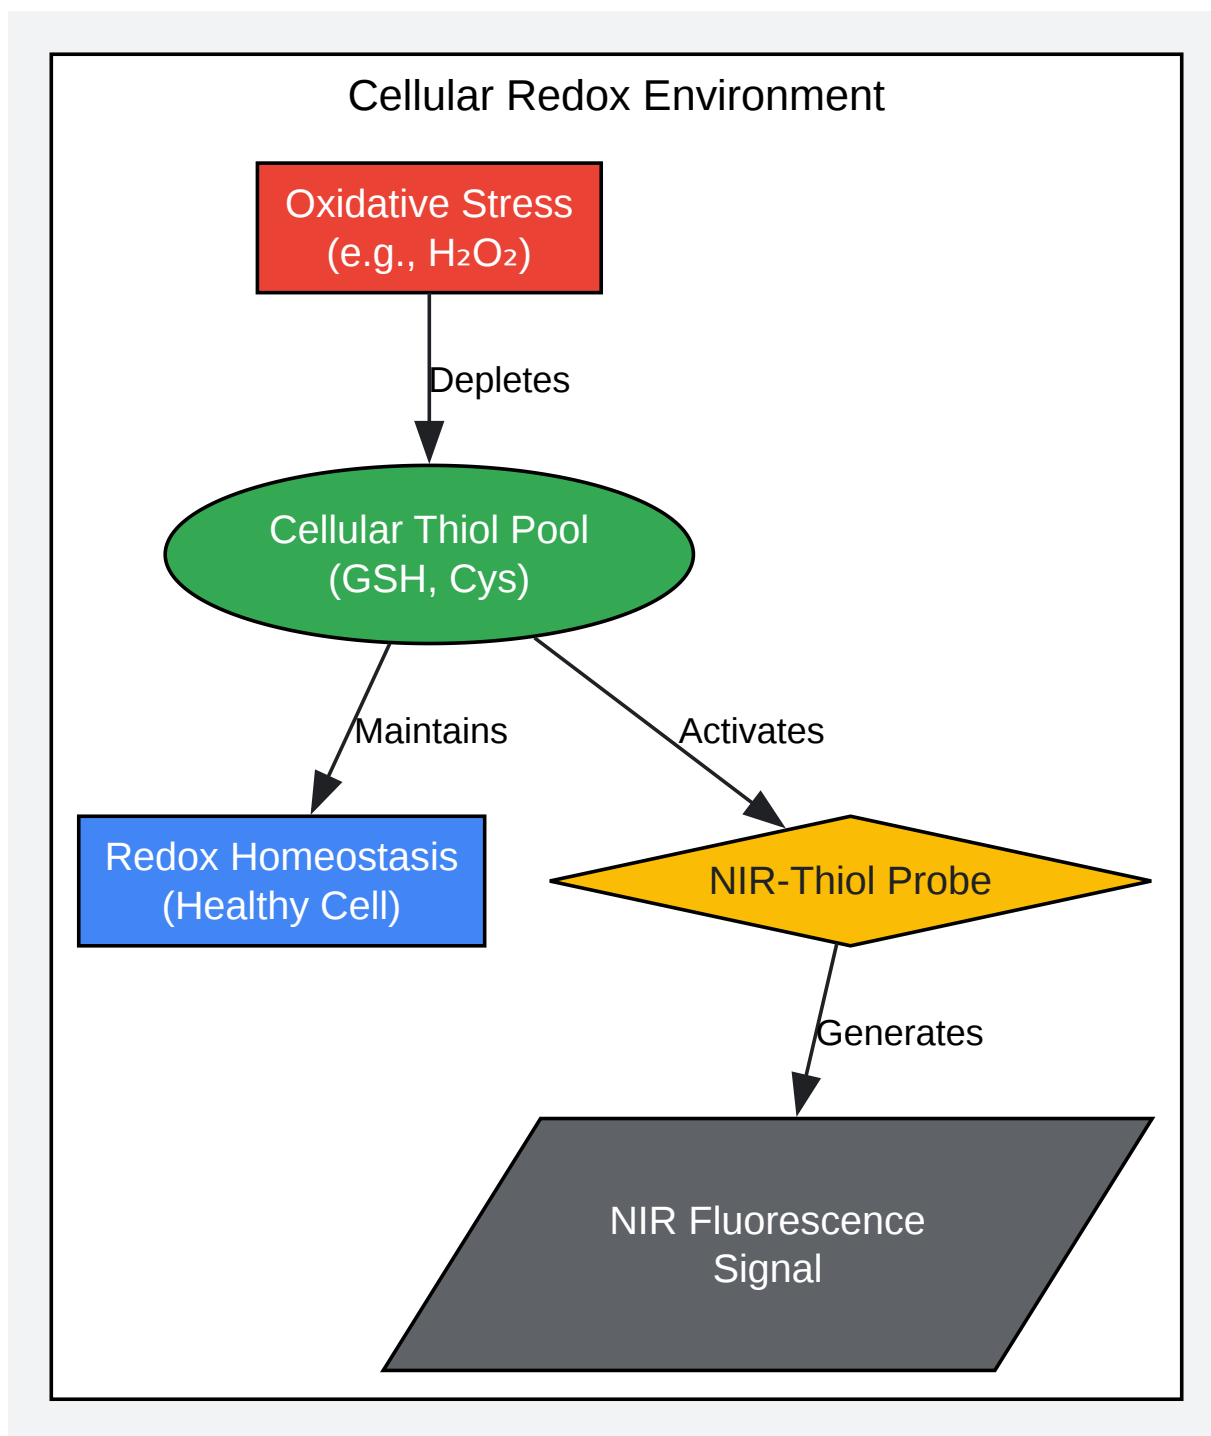 Cellular Redox Environment
Oxidative Stress
(e.g., H₂O₂)
Depletes
Cellular Thiol Pool
(GSH, Cys)
Maintains
Activates
Redox Homeostasis
(Healthy Cell)
NIR-Thiol Probe
Generates
NIR Fluorescence
Signal